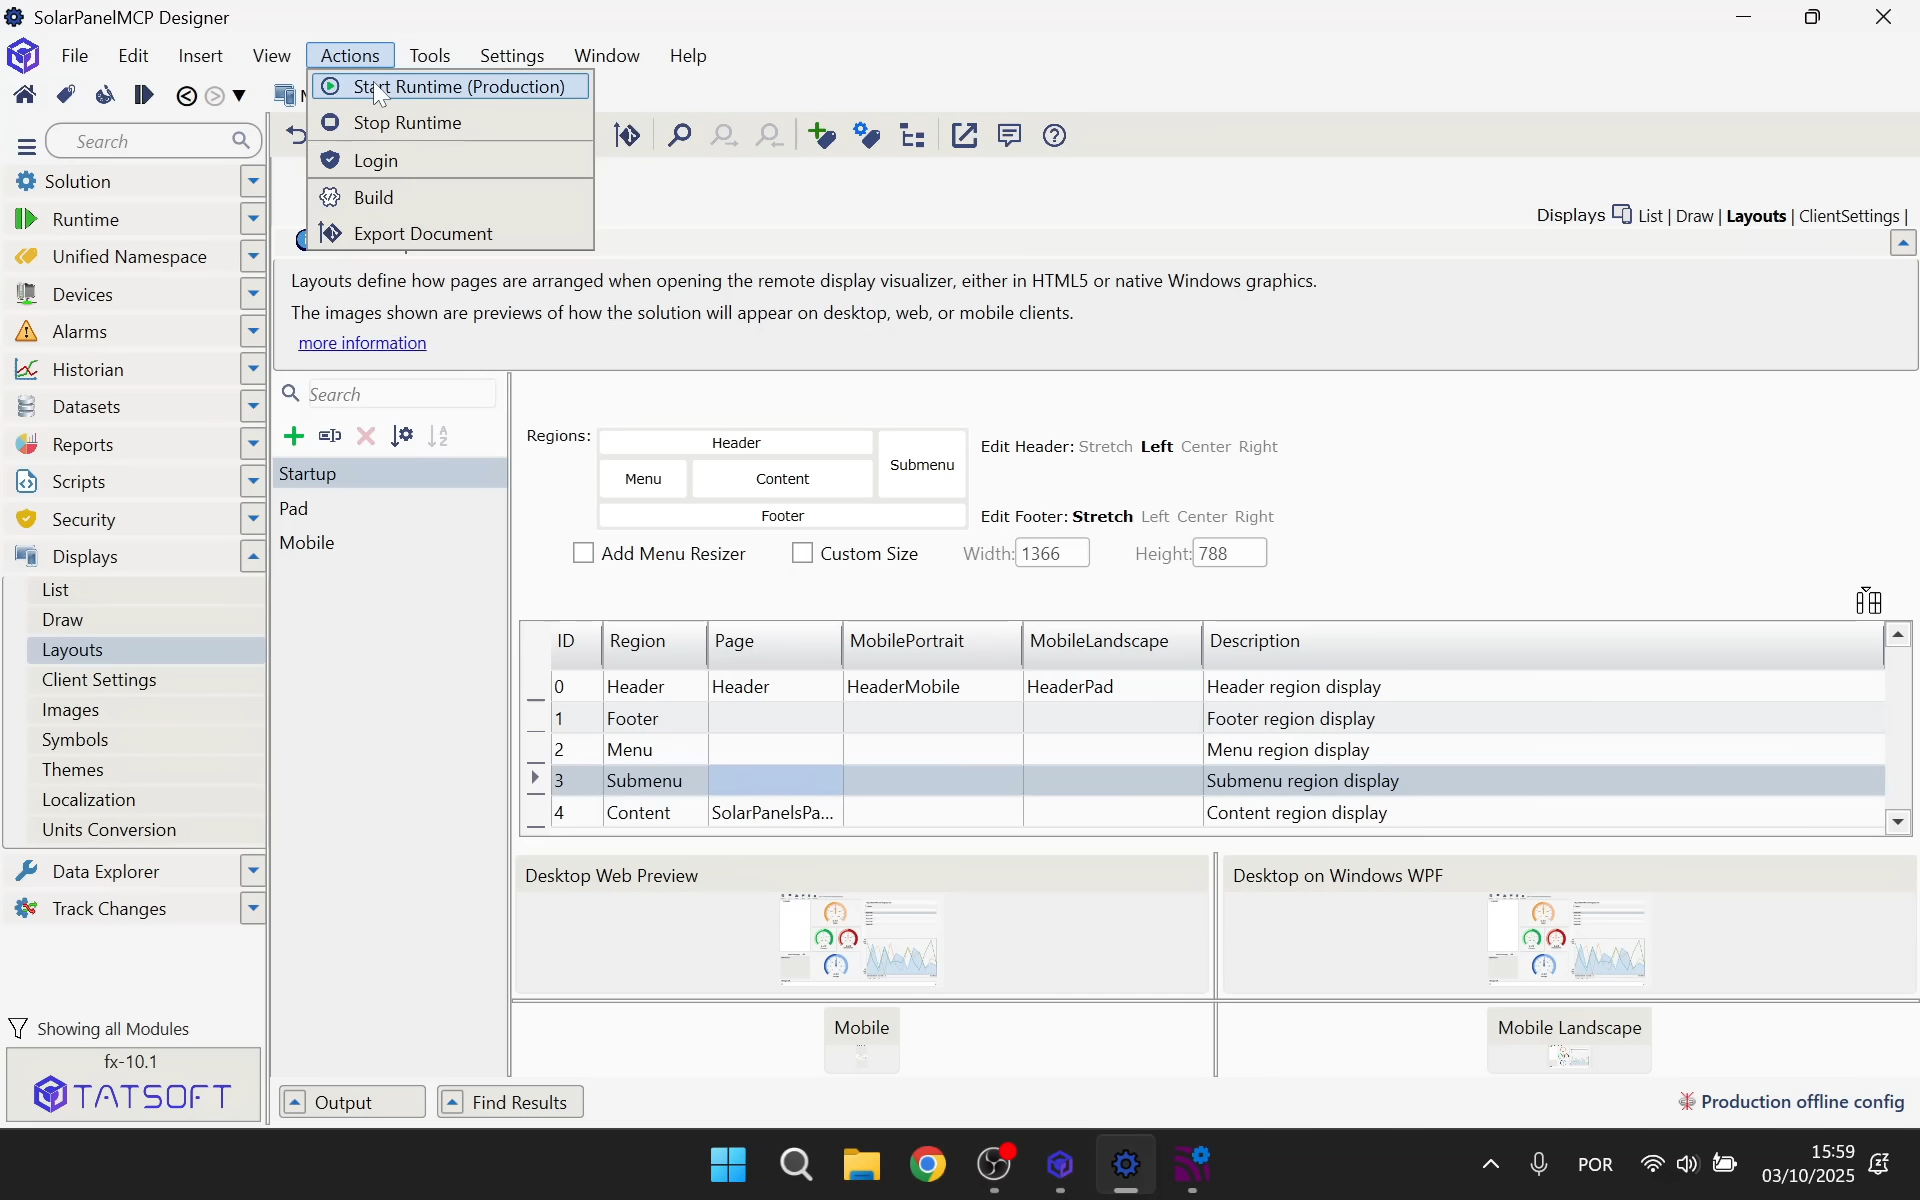 SolarPanelMCP Designer
File Edit Insert View Actions Tools Settings Window Help
Start Runtime (Production)
Stop Runtime
Login
Build
Export Document
Search
Solution
Runtime
Unified Namespace
Devices
Alarms
Historian
Datasets
Reports
Scripts
Security
Displays
List
Draw
Layouts
Client Settings
Images
Symbols
Themes
Localization
Units Conversion
Data Explorer
Track Changes
Showing all Modules
fx-10.1
TATSOFT
Displays List | Draw | Layouts | ClientSettings |
Layouts define how pages are arranged when opening the remote display visualizer, either in HTML5 or native Windows graphics.
The images shown are previews of how the solution will appear on desktop, web, or mobile clients.
more information
Search
Startup
Pad
Mobile
Regions:
Header
Menu Content Submenu
Footer
Edit Header: Stretch Left Center Right
Edit Footer: Stretch Left Center Right
Add Menu Resizer Custom Size Width: 1366 Height: 788
ID Region Page MobilePortrait MobileLandscape Description
0 Header Header HeaderMobile HeaderPad Header region display
1 Footer Footer region display
2 Menu Menu region display
3 Submenu Submenu region display
4 Content SolarPanelsPa... Content region display
Desktop Web Preview
Desktop on Windows WPF
Mobile
Mobile Landscape
Output
Find Results
Production offline config
POR
15:59
03/10/2025